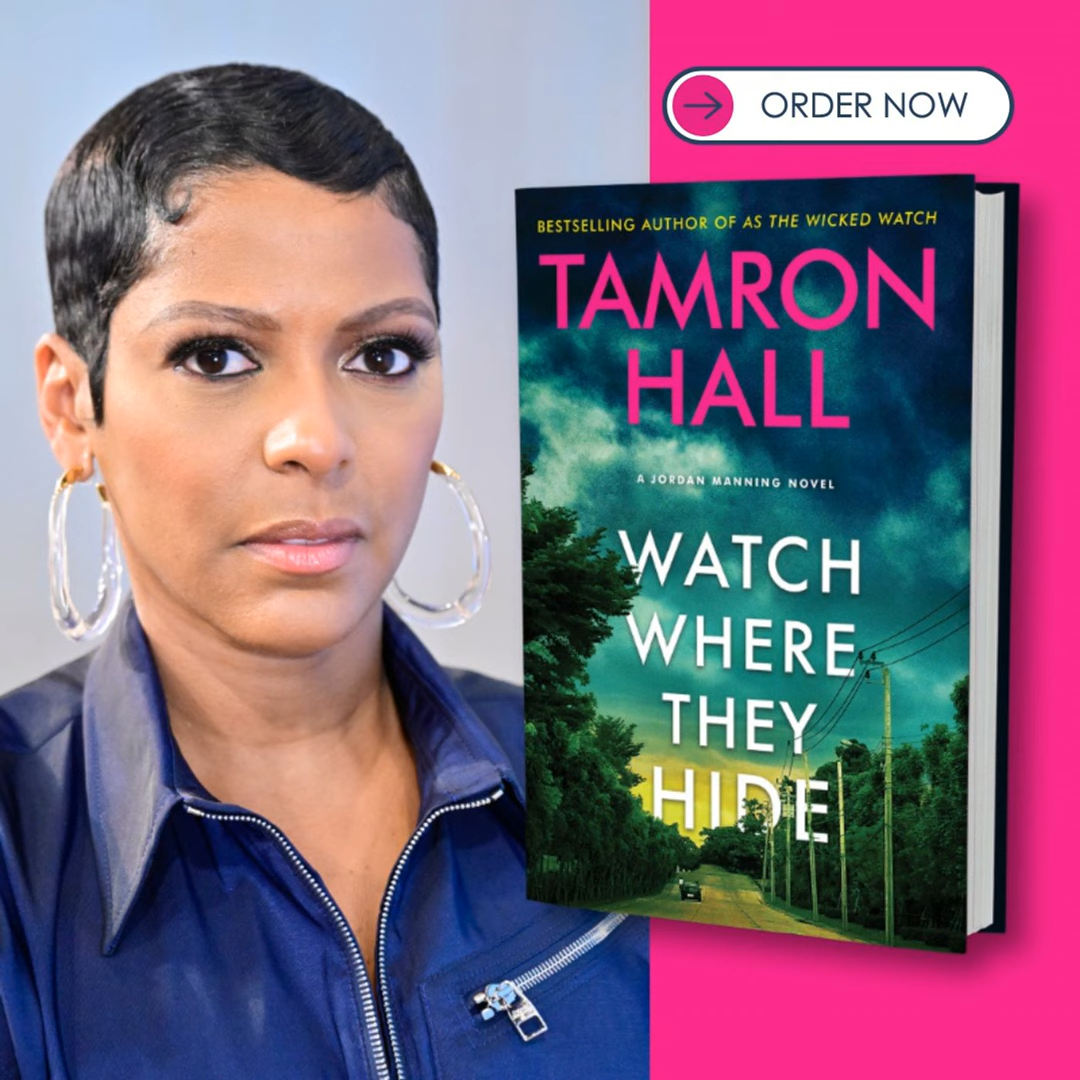 ORDER NOW
BESTSELLING AUTHOR OF AS THE WICKED WATCH
TAMRON
HALL
A JORDAN MANNING NOVEL
WATCH
WHERE
THEY
HIDE